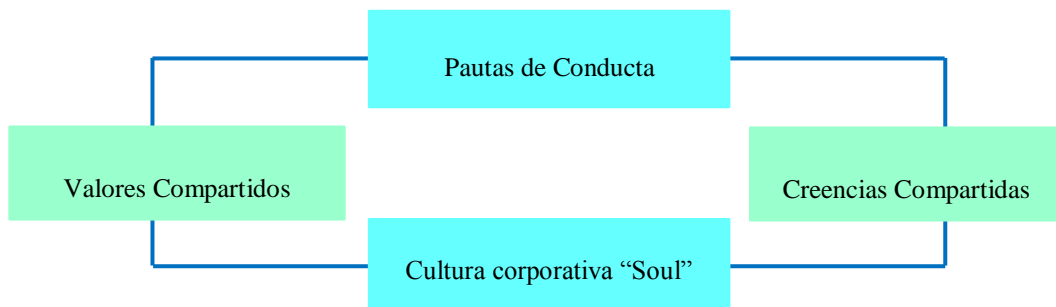 Pautas de Conducta
Valores Compartidos
Creencias Compartidas
Cultura corporativa “Soul”